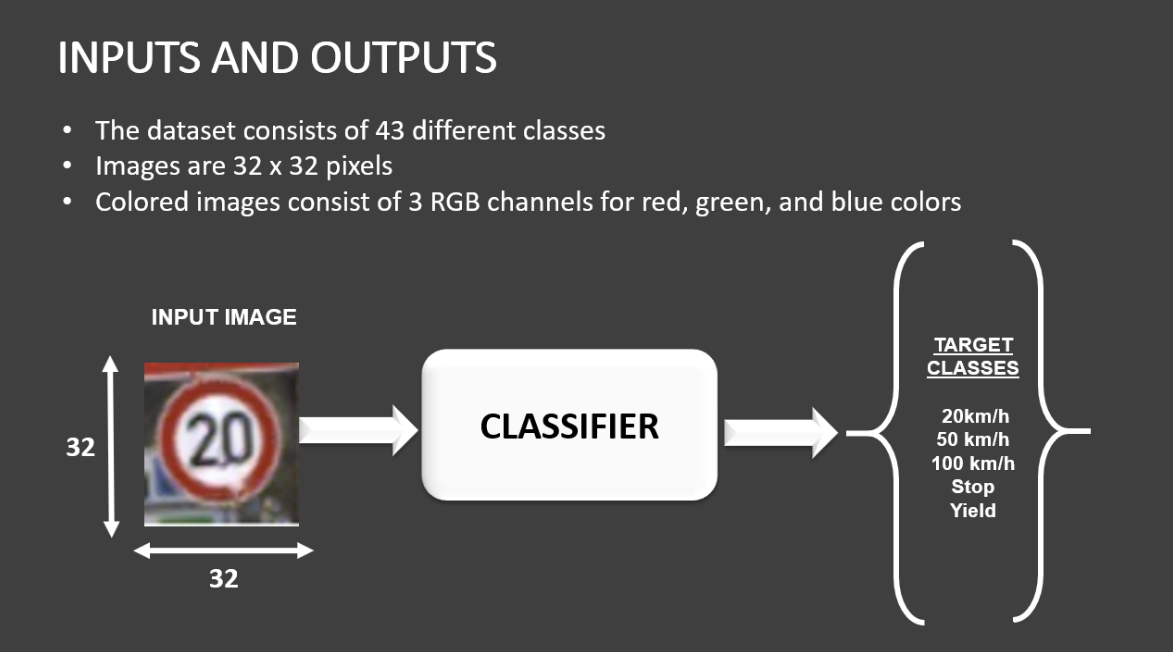 INPUTS AND OUTPUTS
• The dataset consists of 43 different classes
• Images are 32 x 32 pixels
• Colored images consist of 3 RGB channels for red, green, and blue colors
INPUT IMAGE
32
20
32
CLASSIFIER
TARGET
CLASSES
20km/h
50 km/h
100 km/h
Stop
Yield